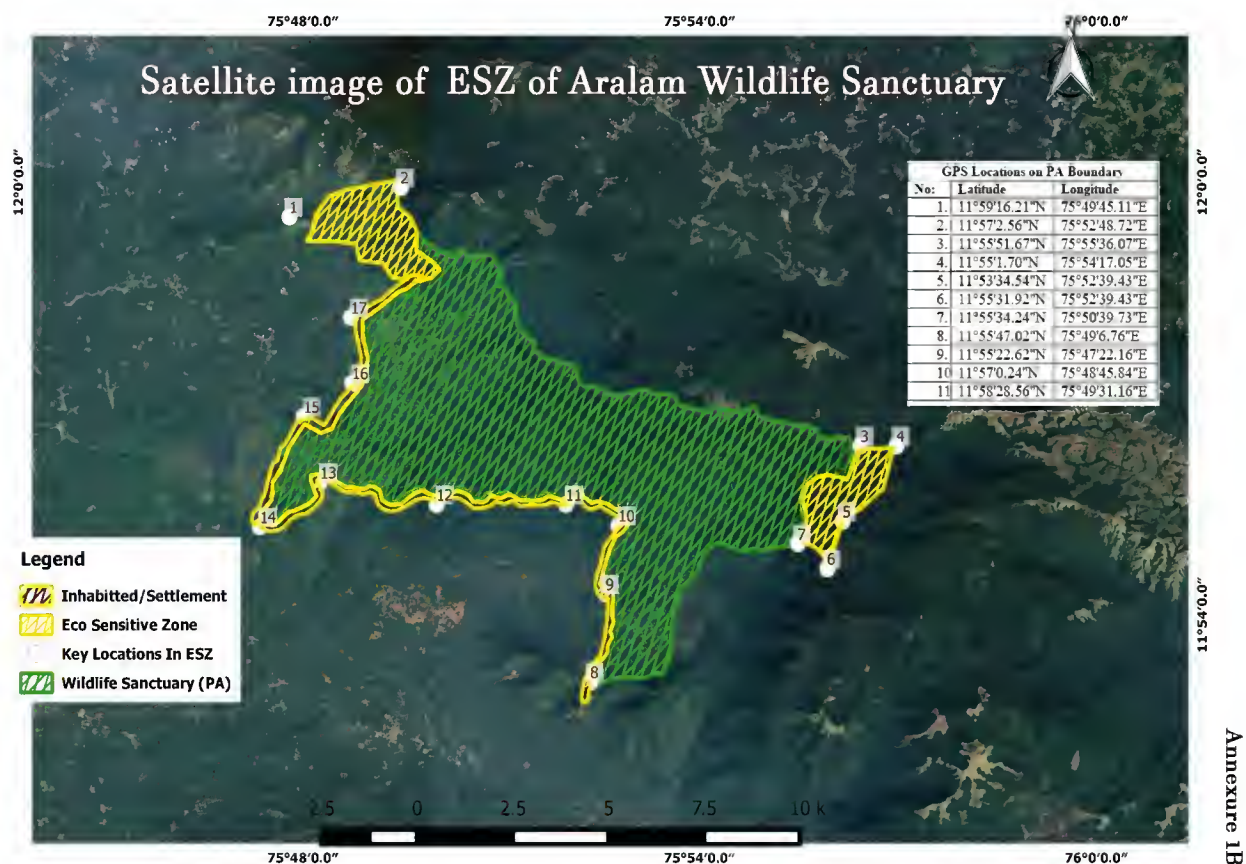 75°48'0.0" 75°54'0.0" 76°0'0.0"
Satellite image of ESZ of Aralam Wildlife Sanctuary
12°0'0.0"
12°0'0.0"
GPS Locations on PA Boundary
No: Latitude Longitude
1. 11°59'16.21"N 75°49'45.11"E
2. 11°57'2.56"N 75°52'48.72"E
3. 11°55'51.67"N 75°55'36.07"E
4. 11°55'1.70"N 75°54'17.05"E
5. 11°53'34.54"N 75°52'39.43"E
6. 11°55'31.92"N 75°52'39.43"E
7. 11°55'34.24"N 75°50'39.73"E
8. 11°55'47.02"N 75°49'6.76"E
9. 11°55'22.62"N 75°47'22.16"E
10 11°57'0.24"N 75°48'45.84"E
11 11°58'28.56"N 75°49'31.16"E
2
1
17
16
15
3 4
13
12 11
14 10 5
7
6
9
8
Legend
Inhabitted/Settlement
Eco Sensitive Zone
Key Locations In ESZ
Wildlife Sanctuary (PA)
11°54'0.0"
Annexure 1B
2.5 0 2.5 5 7.5 10 k
75°48'0.0" 75°54'0.0" 76°0'0.0"